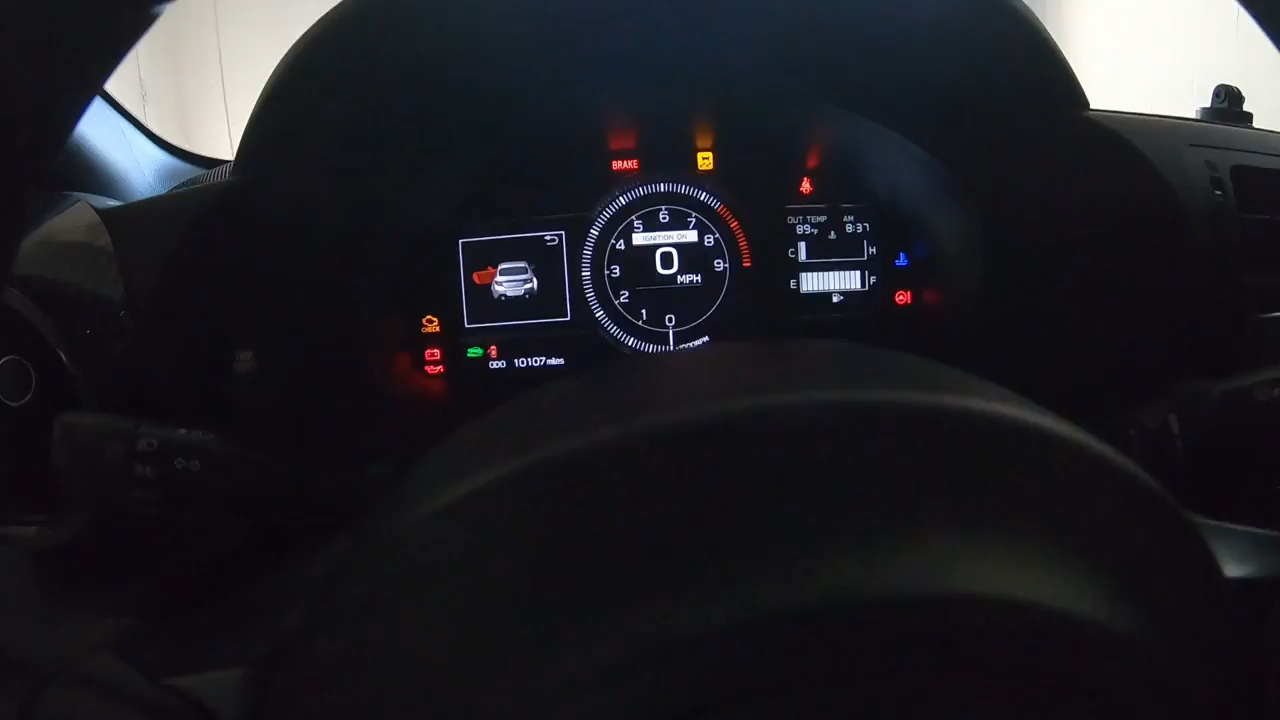 BRAKE
OUT TEMP AM
89°F 8:37
C H
E F
IGNITION ON
0
MPH
0
1
2
3
4
5
6
7
8
9
CHECK
ODO 10107 miles